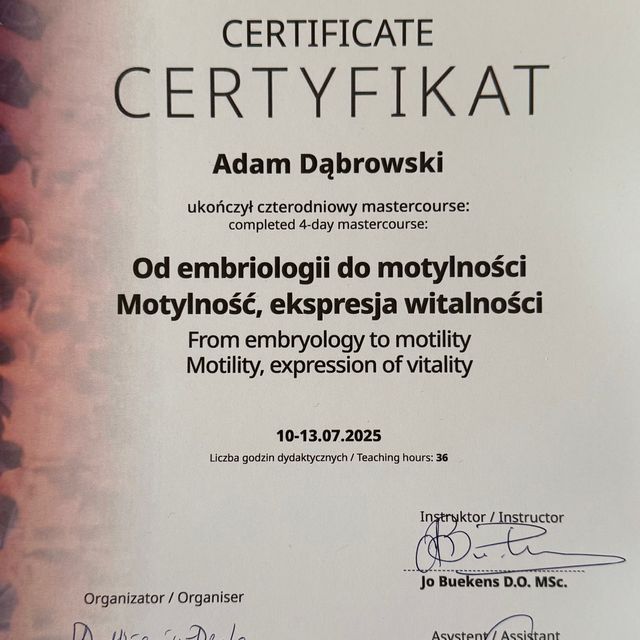 CERTIFICATE
CERTYFIKAT
Adam Dąbrowski
ukończył czterodniowy mastercourse:
completed 4-day mastercourse:
Od embriologii do motylności
Motylność, ekspresja witalności
From embryology to motility
Motility, expression of vitality
10-13.07.2025
Liczba godzin dydaktycznych / Teaching hours: 36
Instruktor / Instructor
Jo Buekens D.O. MSc.
Organizator / Organiser
Asystent / Assistant